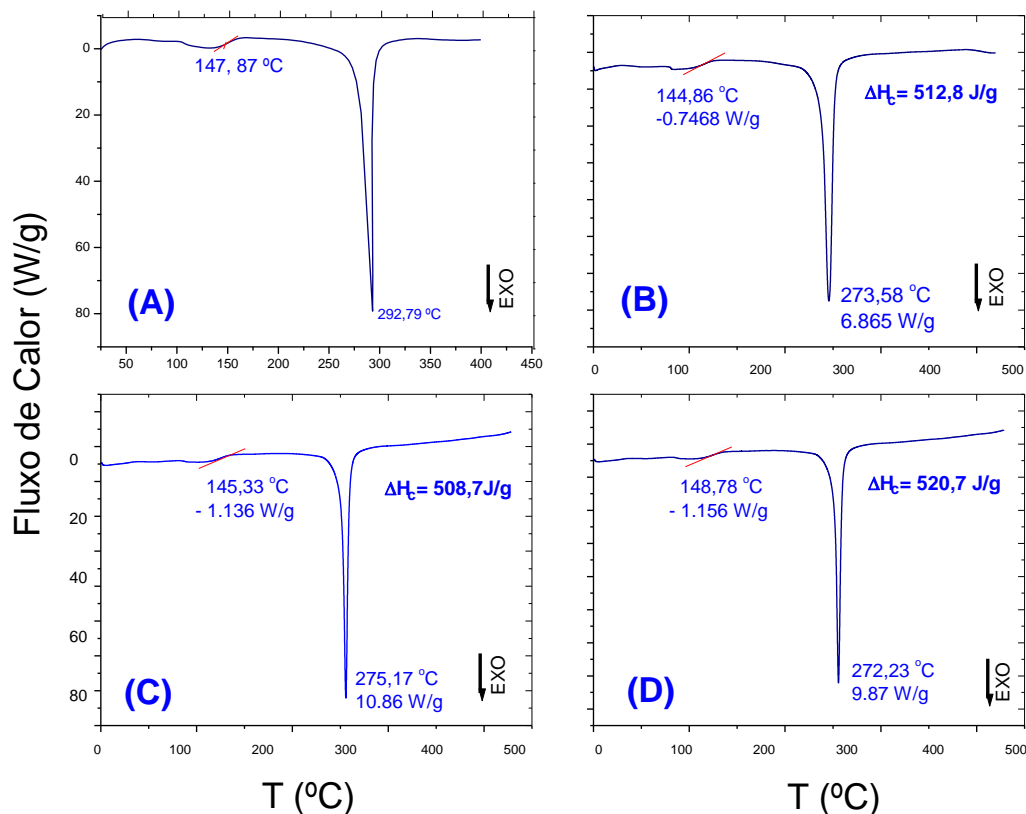 Fluxo de Calor (W/g)
0
20
40
60
80
147, 87 ºC
(A)
292,79 ºC
EXO
50 100 150 200 250 300 350 400 450
144,86 °C
-0.7468 W/g
ΔHc= 512,8 J/g
(B)
273,58 °C
6.865 W/g
EXO
0 100 200 300 400 500
0
20
40
60
80
145,33 °C
- 1.136 W/g
ΔHc= 508,7J/g
(C)
275,17 °C
10.86 W/g
EXO
0 100 200 300 400 500
148,78 °C
- 1.156 W/g
ΔHc= 520,7 J/g
(D)
272,23 °C
9.87 W/g
EXO
0 100 200 300 400 500
T (ºC)
T (ºC)